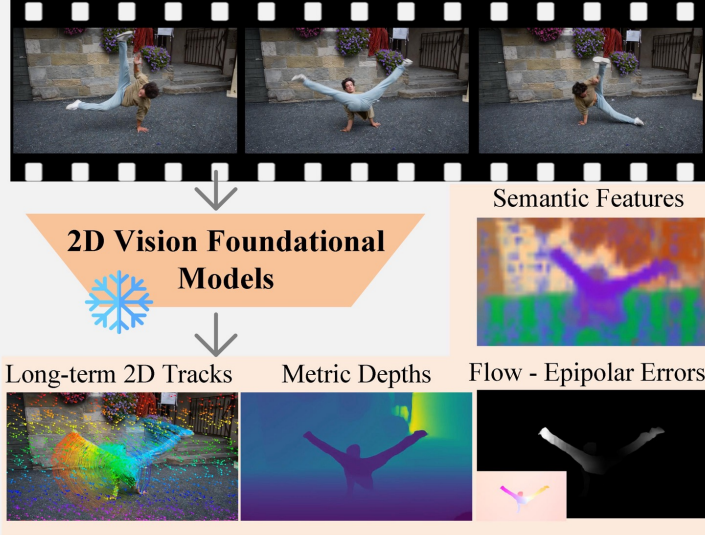 2D Vision Foundational
Models
Semantic Features
Long-term 2D Tracks
Metric Depths
Flow - Epipolar Errors